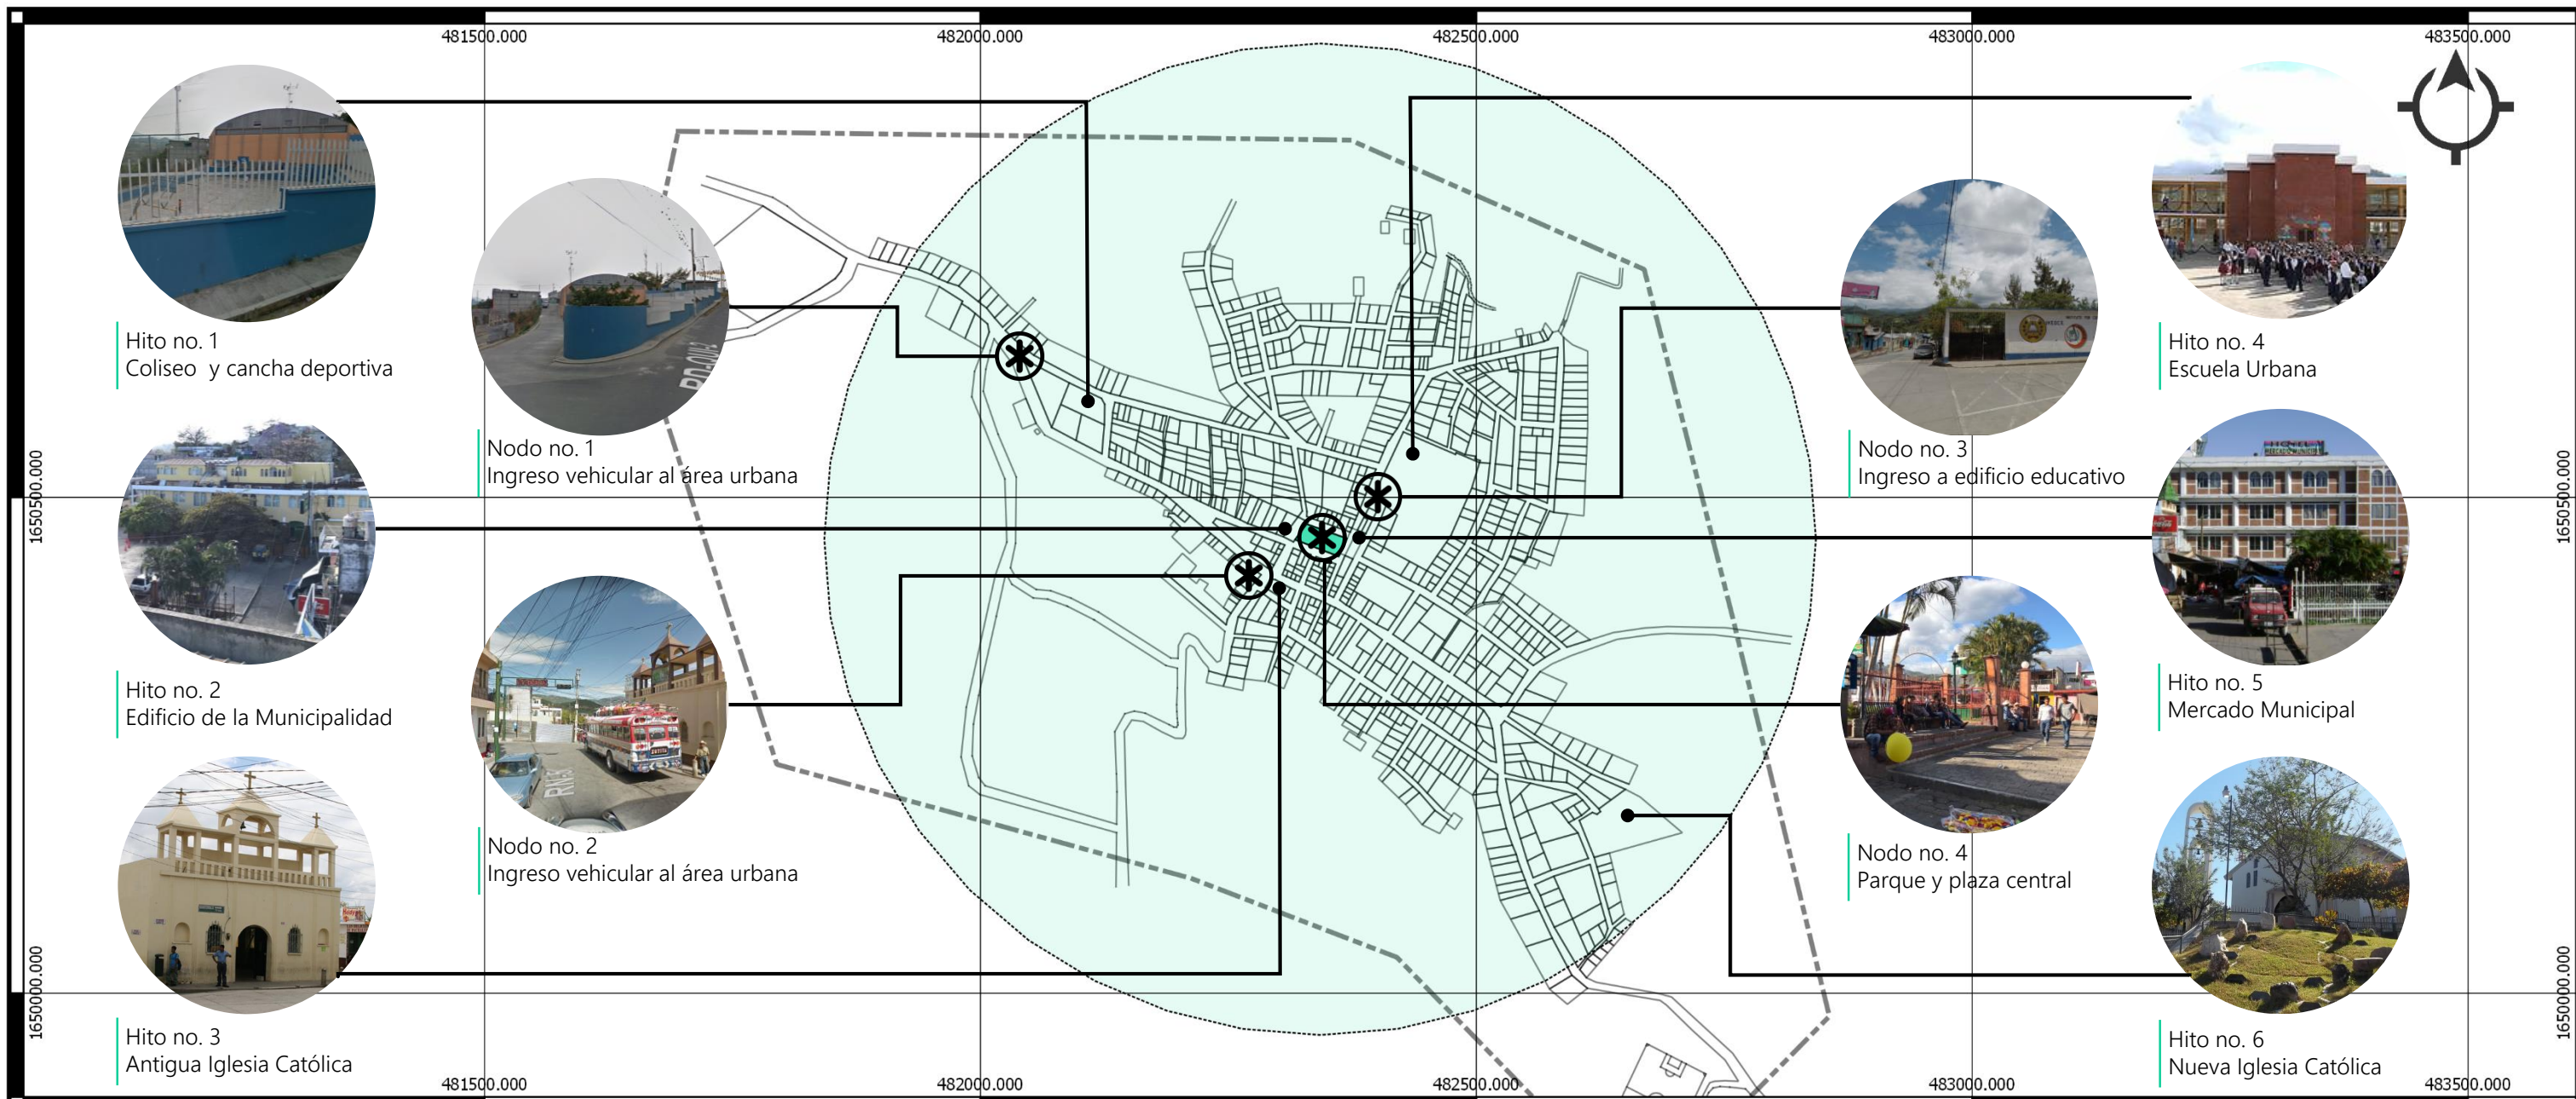 481500.000
482000.000
482500.000
483000.000
483500.000
Hito no. 1
Coliseo y cancha deportiva
Nodo no. 1
Ingreso vehicular al área urbana
Hito no. 4
Escuela Urbana
Nodo no. 3
Ingreso a edificio educativo
1650500.000
1650500.000
Hito no. 2
Edificio de la Municipalidad
Hito no. 5
Mercado Municipal
Nodo no. 2
Ingreso vehicular al área urbana
Nodo no. 4
Parque y plaza central
1650000.000
1650000.000
Hito no. 3
Antigua Iglesia Católica
Hito no. 6
Nueva Iglesia Católica
481500.000
482000.000
482500.000
483000.000
483500.000